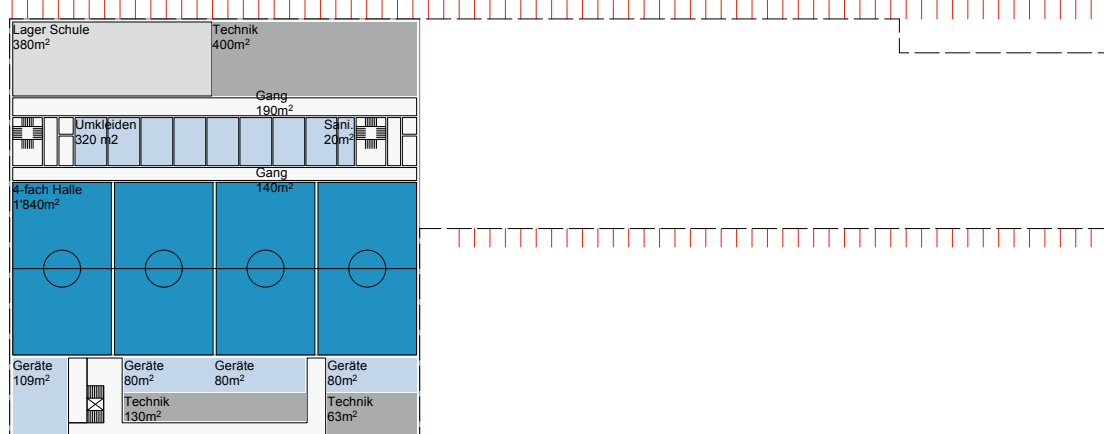 Lager Schule
380m²
Technik
400m²
Gang
190m²
Umkleiden
320 m2
Sani.
20m²
Gang
140m²
4-fach Halle
1'840m²
Geräte
109m²
Geräte
80m²
Geräte
80m²
Geräte
80m²
Technik
130m²
Technik
63m²